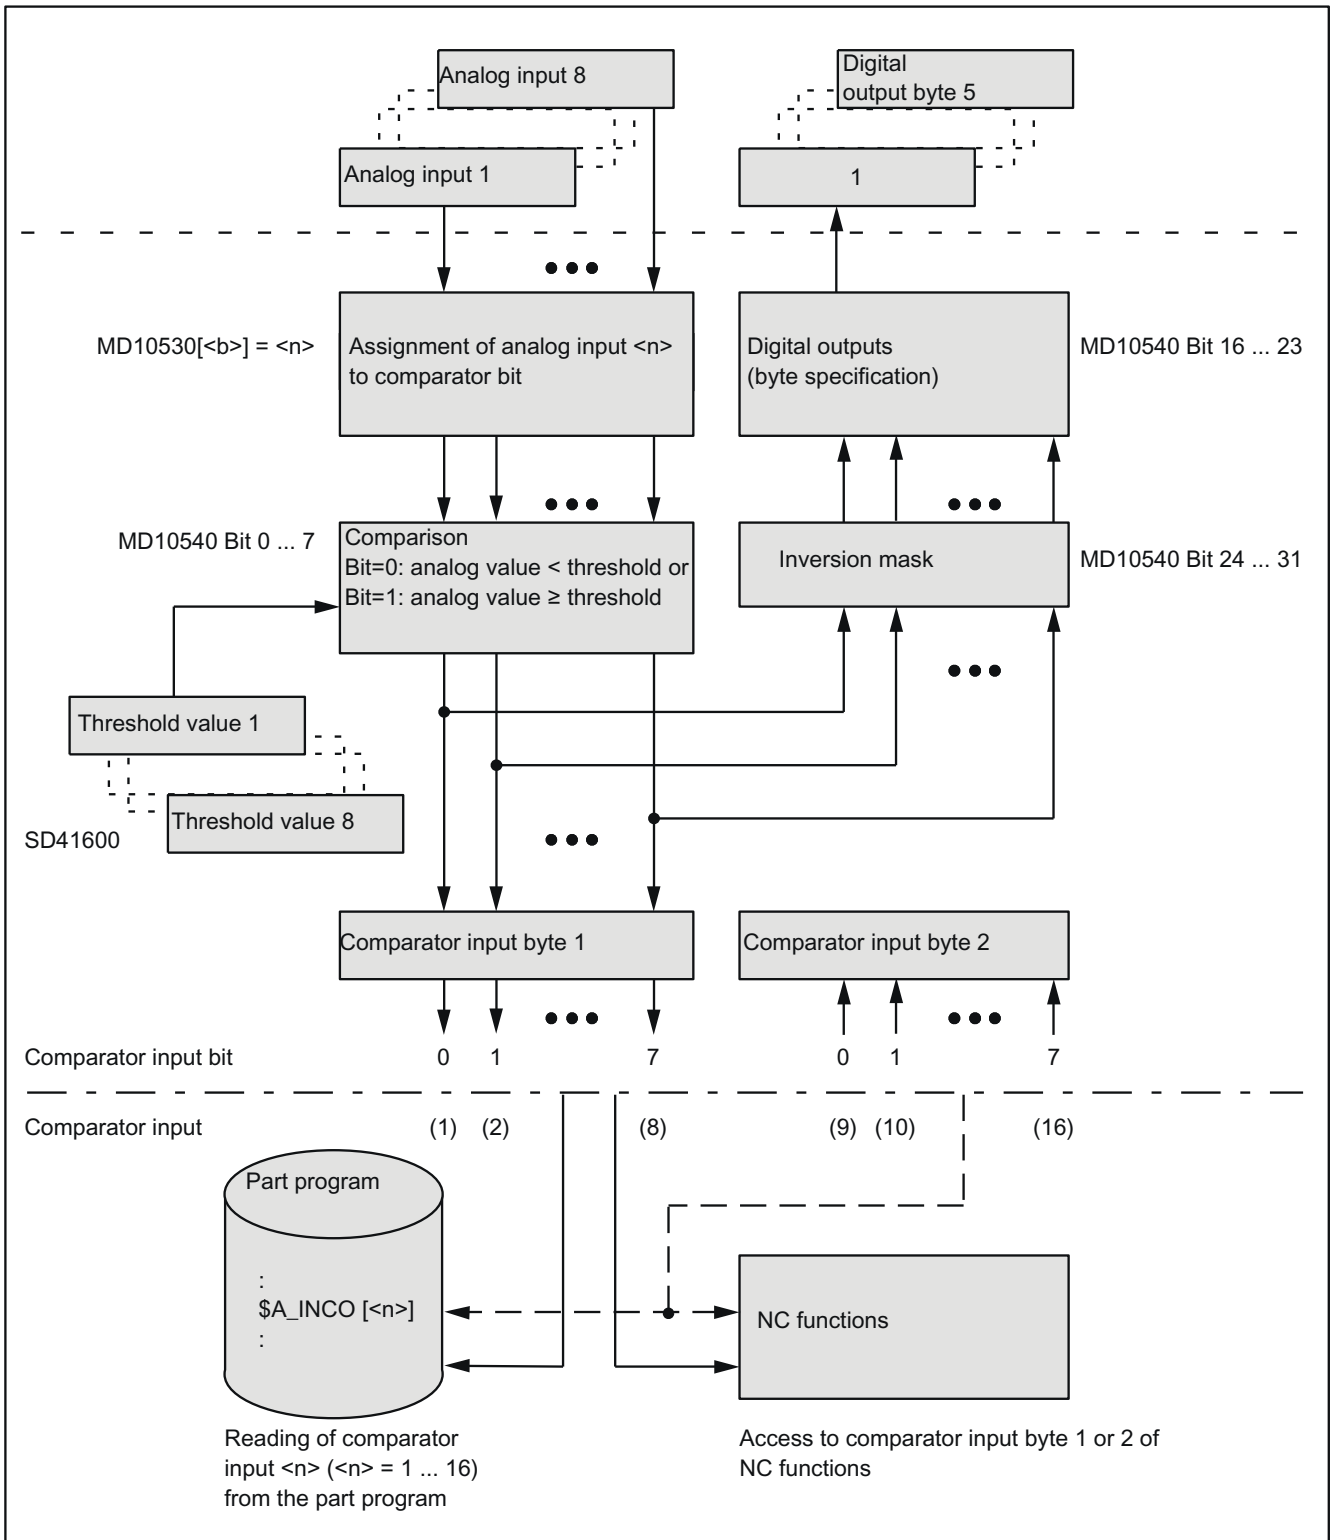 Analog input 8
Digital
output byte 5
Analog input 1
1
MD10530[<b>] = <n>
Assignment of analog input <n>
to comparator bit
Digital outputs
(byte specification)
MD10540 Bit 16 ... 23
MD10540 Bit 0 ... 7
Comparison
Bit=0: analog value < threshold or
Bit=1: analog value ≥ threshold
Inversion mask
MD10540 Bit 24 ... 31
Threshold value 1
Threshold value 8
SD41600
Comparator input byte 1
Comparator input byte 2
Comparator input bit
0 1 7 0 1 7
Comparator input
(1) (2) (8) (9) (10) (16)
Part program
:
$A_INCO [<n>]
:
NC functions
Reading of comparator
input <n> (<n> = 1 ... 16)
from the part program
Access to comparator input byte 1 or 2 of
NC functions